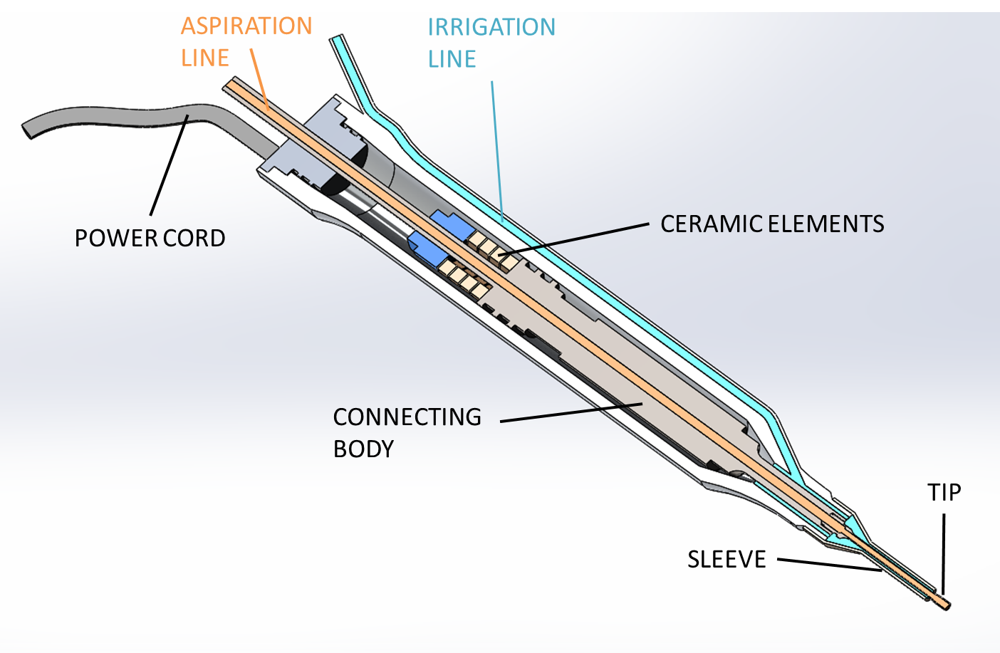 ASPIRATION
LINE
IRRIGATION
LINE
POWER CORD
CERAMIC ELEMENTS
CONNECTING
BODY
TIP
SLEEVE